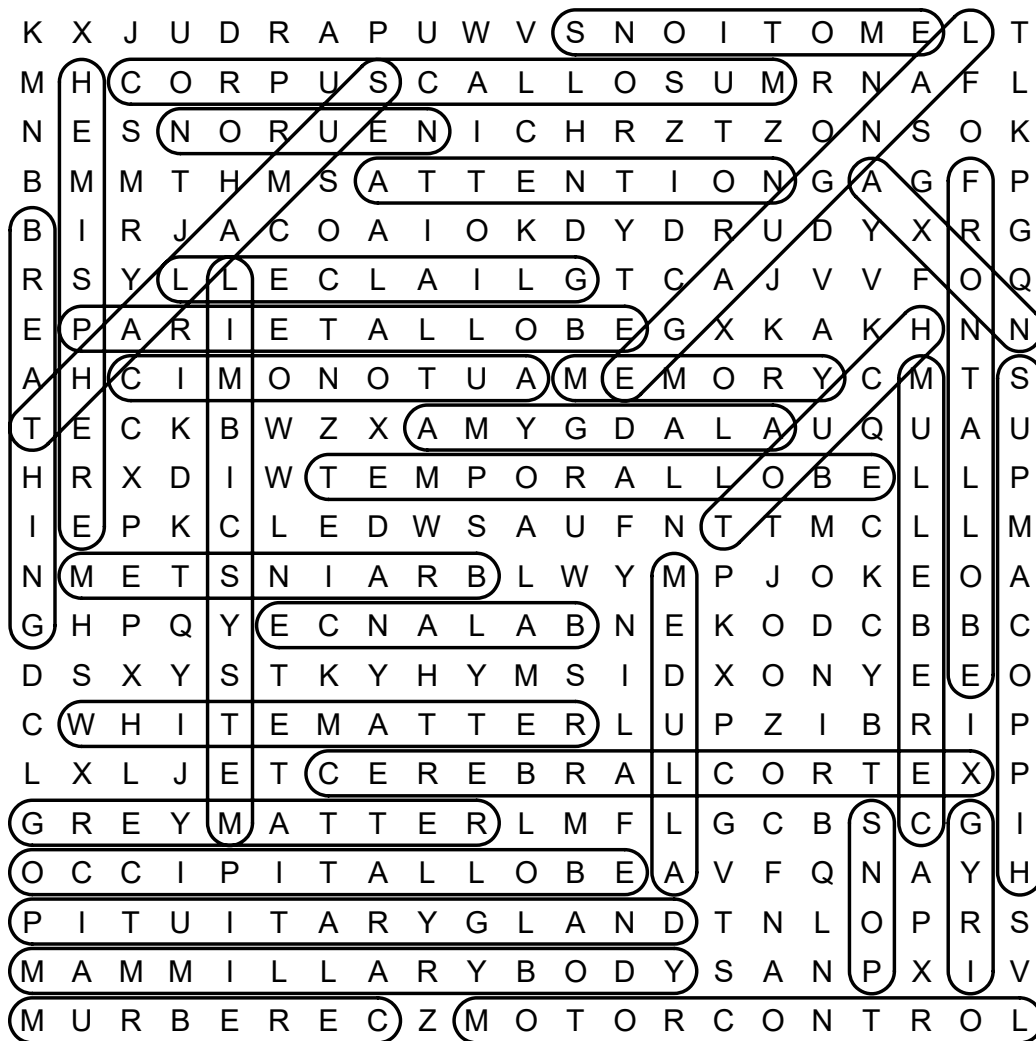 K X J U D R A P U W V S N O I T O M E L T
M H C O R P U S C A L L O S U M R N A F L
N E S N O R U E N I C H R Z T Z O N S O K
B M M T H M S A T T E N T I O N G A G F P
B I R J A C O A I O K D Y D R U D Y X R G
R S Y L L E C L A I L G T C A J V V F O Q
E P A R I E T A L L O B E G X K A K H N N
A H C I M O N O T U A M E M O R Y C M T S
T E C K B W Z X A M Y G D A L A U Q U A U
H R X D I W T E M P O R A L L O B E L L P
I E P K C L E D W S A U F N T T M C L L M
N M E T S N I A R B L W Y M P J O K E O A
G H P Q Y E C N A L A B N E K O D C B B C
D S X Y S T K Y H Y M S I D X O N Y E E O
C W H I T E M A T T E R L U P Z I B R I P
L X L J E T C E R E B R A L C O R T E X P
G R E Y M A T T E R L M F L G C B S C G I
O C C I P I T A L L O B E A V F Q N A Y H
P I T U I T A R Y G L A N D T N L O P R S
M A M M I L L A R Y B O D Y S A N P X I V
M U R B E R E C Z M O T O R C O N T R O L